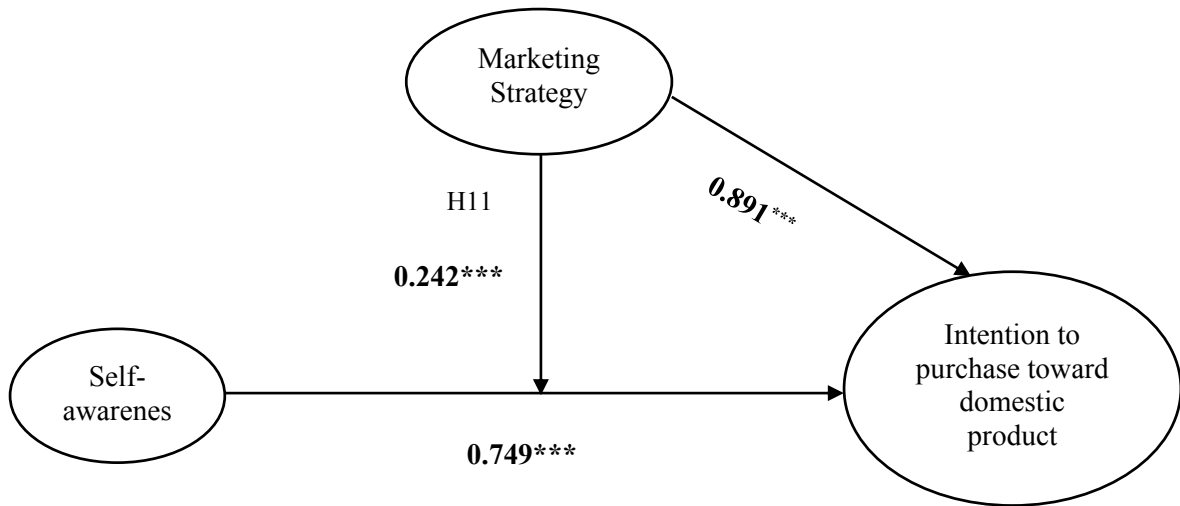 Marketing
Strategy
H11
0.891***
0.242***
Self-
awarenes
Intention to
purchase toward
domestic
product
0.749***